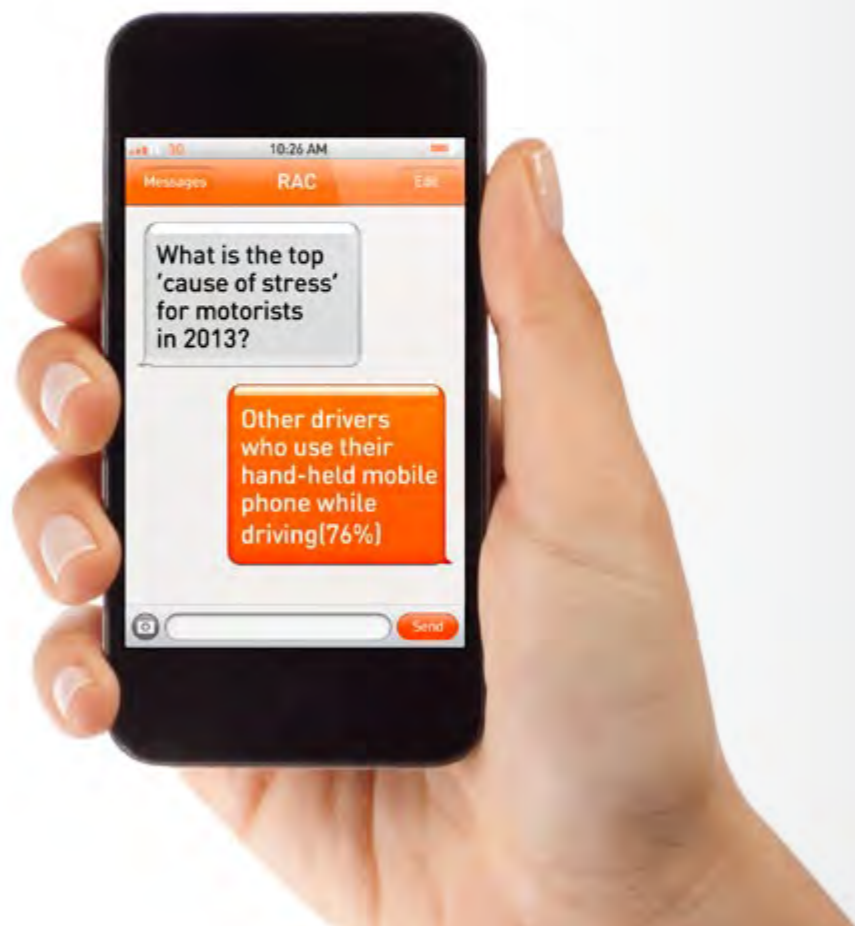 3G 10:26 AM
Messages RAC Edit
What is the top
‘cause of stress’
for motorists
in 2013?
Other drivers
who use their
hand-held mobile
phone while
driving(76%)
Send